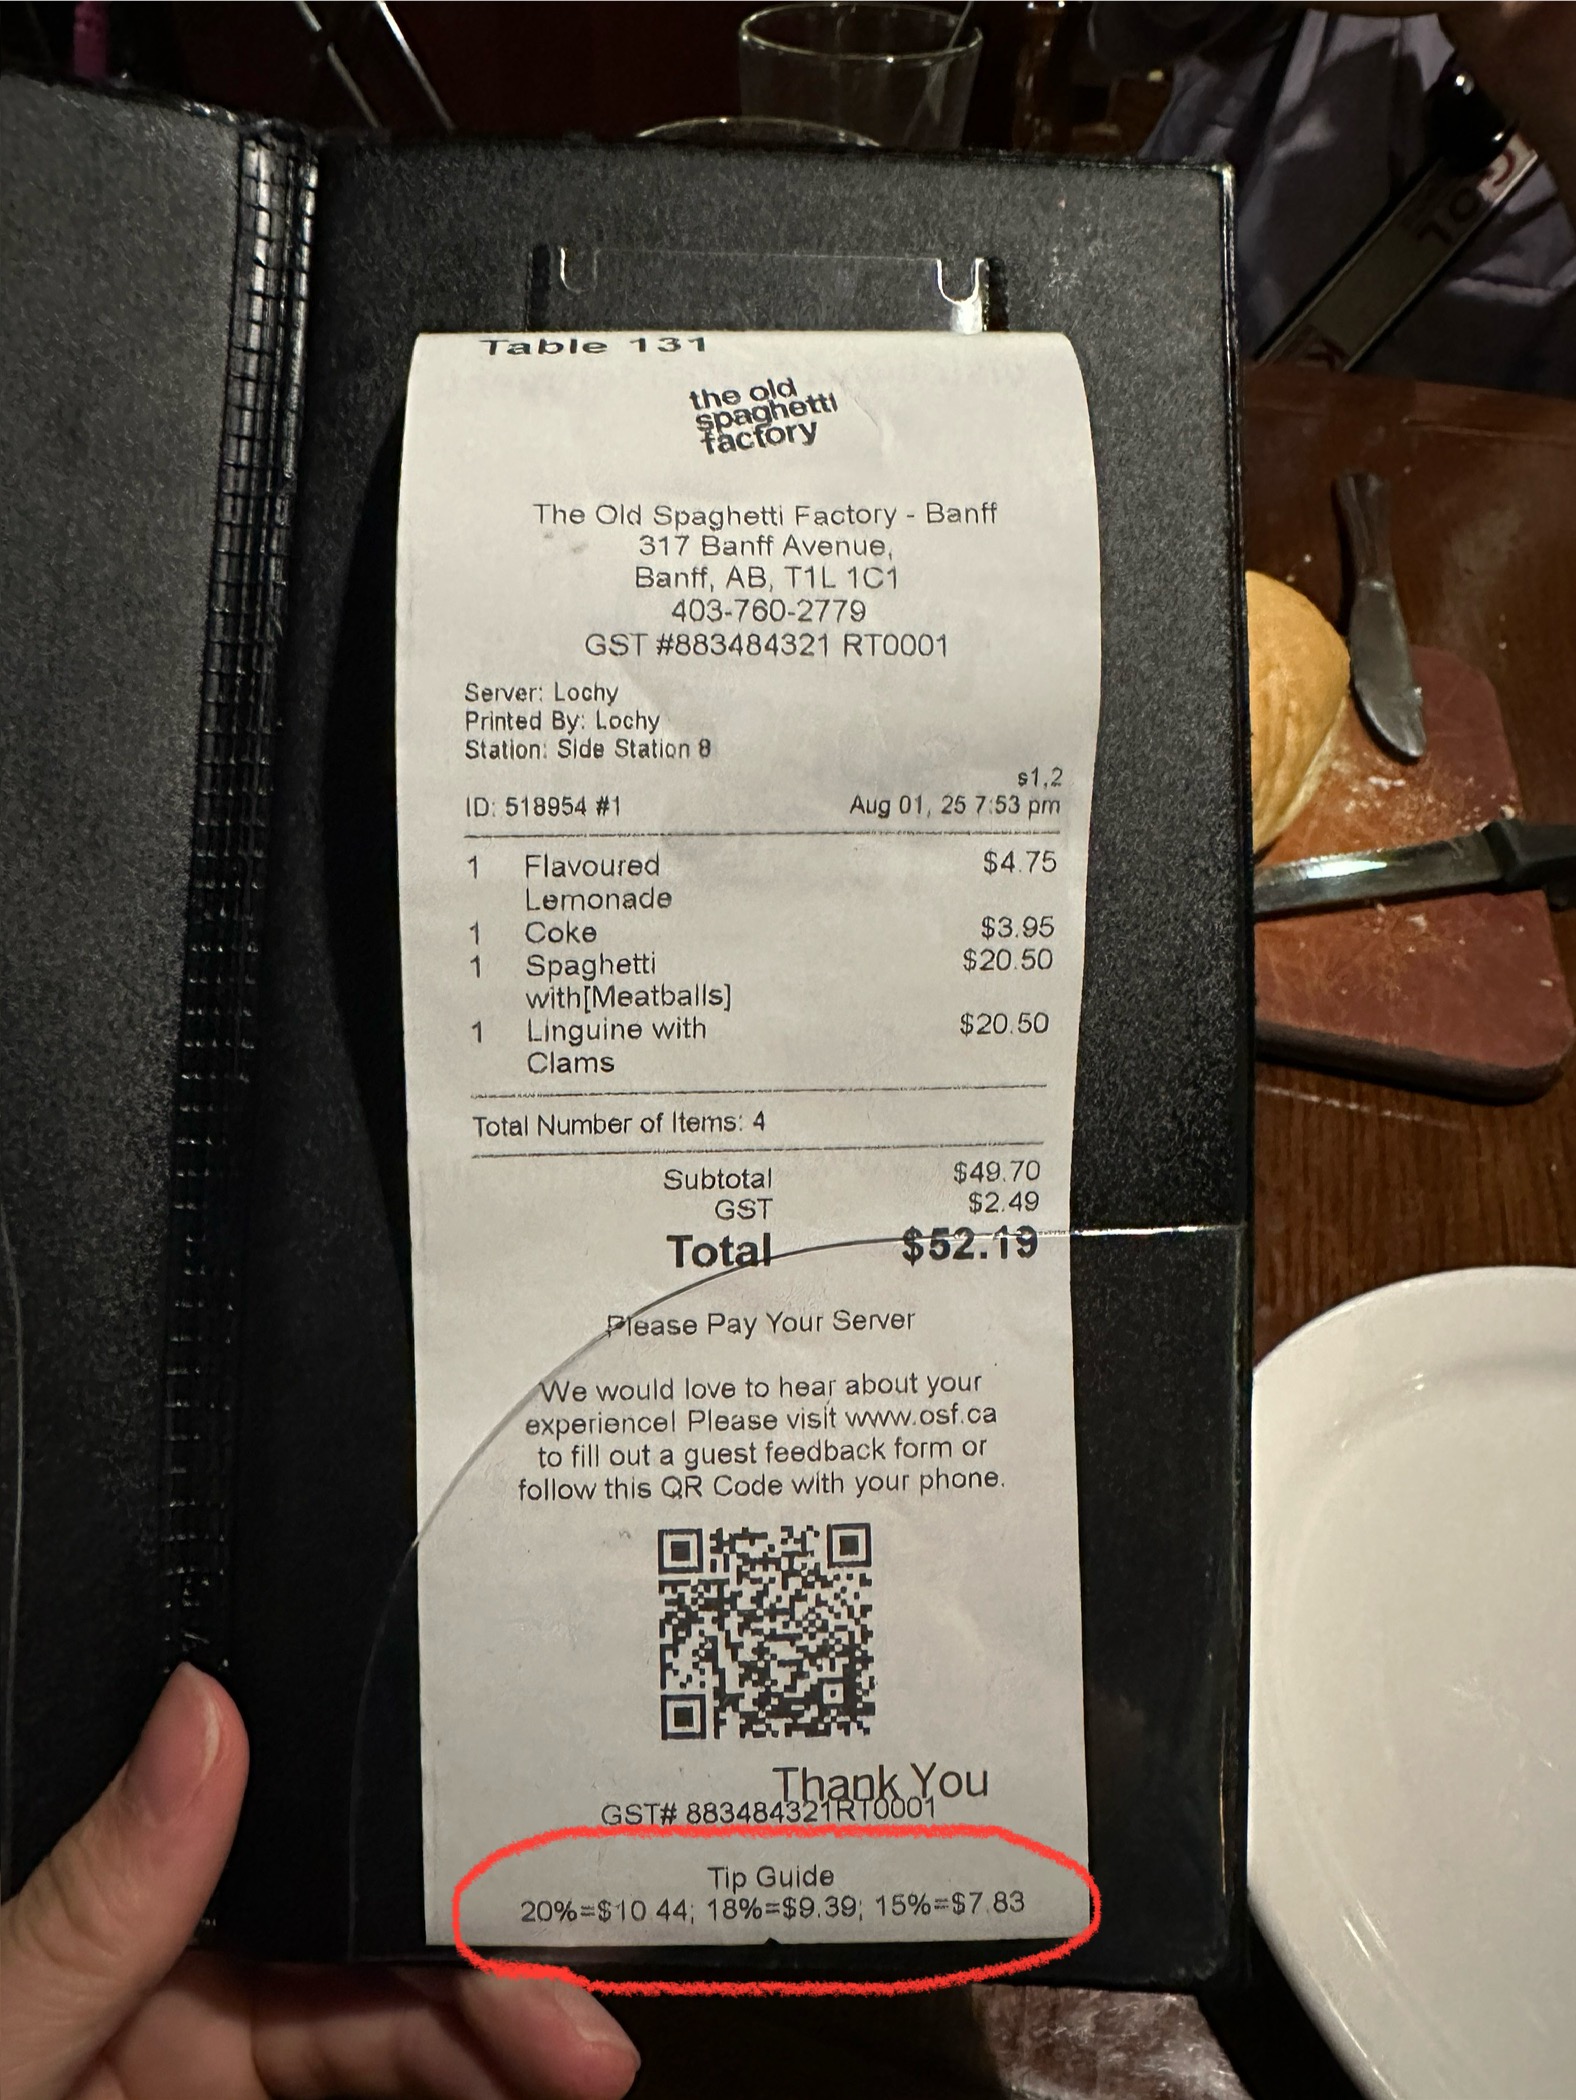 Table 131
the old
spaghetti
factory
The Old Spaghetti Factory - Banff
317 Banff Avenue,
Banff, AB, T1L 1C1
403-760-2779
GST #883484321 RT0001
Server: Lochy
Printed By: Lochy
Station: Side Station 8
s1,2
ID: 518954 #1 Aug 01, 25 7:53 pm
1 Flavoured $4.75
Lemonade
1 Coke $3.95
1 Spaghetti $20.50
with[Meatballs]
1 Linguine with $20.50
Clams
Total Number of Items: 4
Subtotal $49.70
GST $2.49
Total $52.19
Please Pay Your Server
We would love to hear about your
experience! Please visit www.osf.ca
to fill out a guest feedback form or
follow this QR Code with your phone.
Thank You
GST# 883484321RT0001
Tip Guide
20%=$10.44; 18%=$9.39; 15%=$7.83